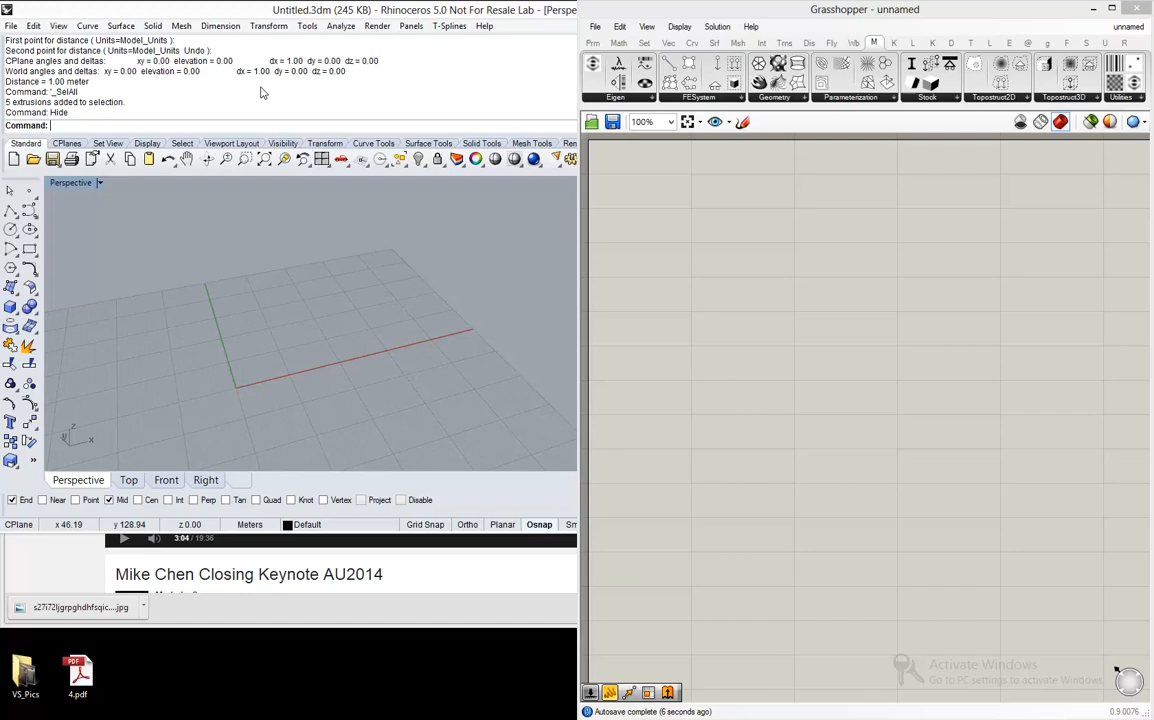 Untitled.3dm (245 KB) - Rhinoceros 5.0 Not For Resale Lab - [Perspe
File Edit View Curve Surface Solid Mesh Dimension Transform Tools Analyze Render Panels T-Splines Help
First point for distance ( Units=Model_Units ):
Second point for distance ( Units=Model_Units Undo ):
CPlane angles and deltas: xy = 0.00 elevation = 0.00 dx = 1.00 dy = 0.00 dz = 0.00
World angles and deltas: xy = 0.00 elevation = 0.00 dx = 1.00 dy = 0.00 dz = 0.00
Distance = 1.00 meter
Command: '_SelAll
5 extrusions added to selection.
Command: Hide
Command:
Standard CPlanes Set View Display Select Viewport Layout Visibility Transform Curve Tools Surface Tools Solid Tools Mesh Tools Ren
Perspective
z
y x
Perspective Top Front Right
End Near Point Mid Cen Int Perp Tan Quad Knot Vertex Project Disable
CPlane x 46.19 y 128.94 z 0.00 Meters Default Grid Snap Ortho Planar Osnap Sm
3:04 / 19:36
Mike Chen Closing Keynote AU2014
s27i72ljgrpghdhfsqic....jpg
VS_Pics
4.pdf
Grasshopper - unnamed
File Edit View Display Solution Help unnamed
Prm Math Set Vec Crv Srf Msh Int Trns Dis Fly Wb M L K D K L E @ g f S U R
Eigen FESystem Geometry Parameterization Stock Topostruct2D Topostruct3D Utilities
100%
Activate Windows
Go to PC settings to activate Windows.
Autosave complete (6 seconds ago) 0.9.0076